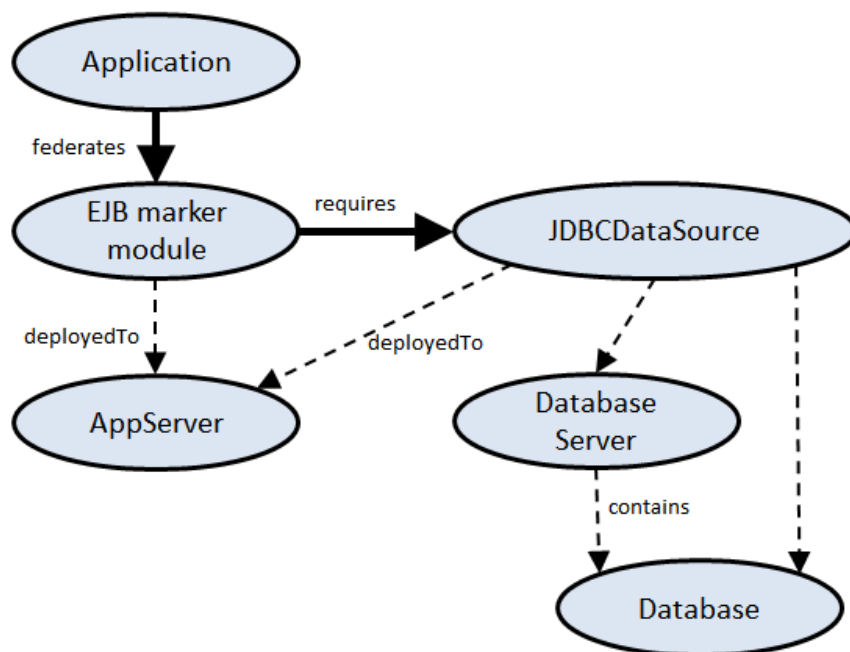 Application
federates
EJB marker
module
requires
JDBCDataSource
deployedTo
deployedTo
AppServer
Database
Server
contains
Database